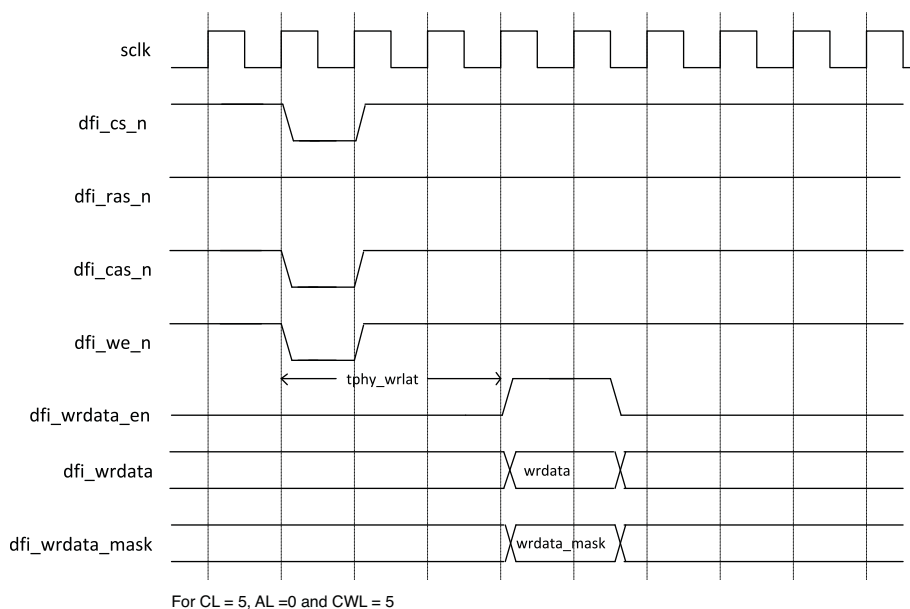 sclk
dfi_cs_n
dfi_ras_n
dfi_cas_n
dfi_we_n
tphy_wrlat
dfi_wrdata_en
dfi_wrdata
wrdata
dfi_wrdata_mask
wrdata_mask
For CL = 5, AL =0 and CWL = 5